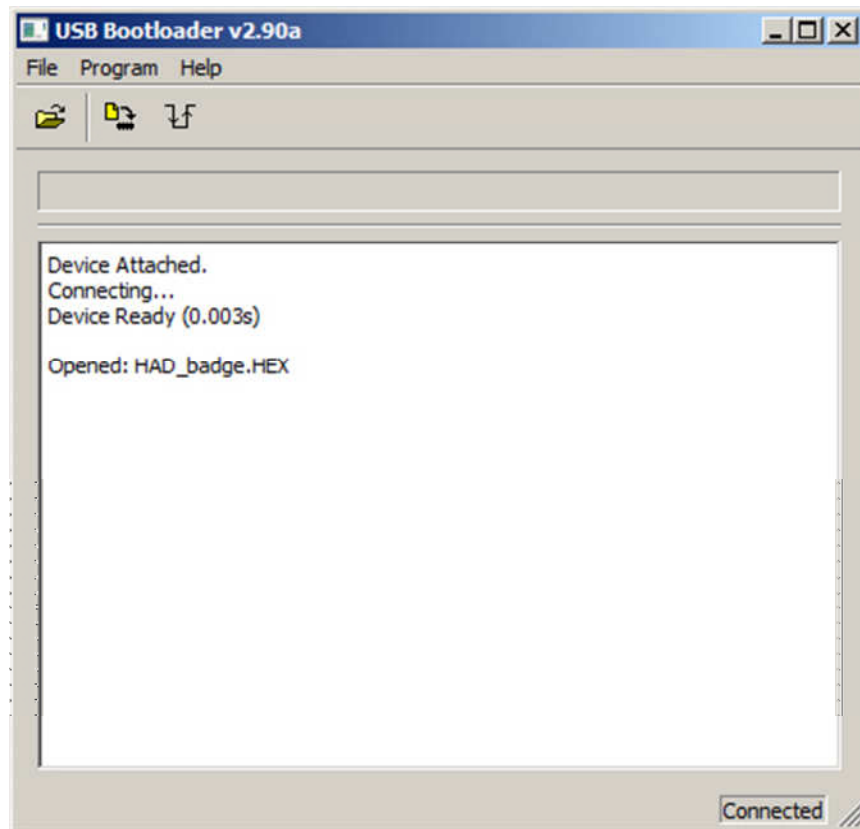 USB Bootloader v2.90a
File Program Help
Device Attached.
Connecting...
Device Ready (0.003s)
Opened: HAD_badge.HEX
Connected